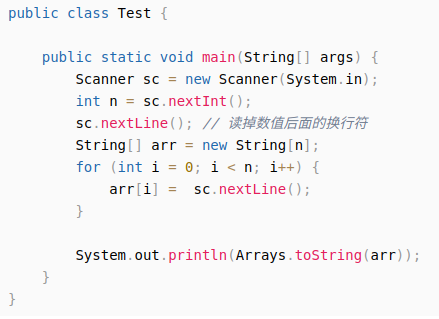 public class Test {
public static void main(String[] args) {
Scanner sc = new Scanner(System.in);
int n = sc.nextInt();
sc.nextLine(); // 读掉数值后面的换行符
String[] arr = new String[n];
for (int i = 0; i < n; i++) {
arr[i] =  sc.nextLine();
}
System.out.println(Arrays.toString(arr));
}
}